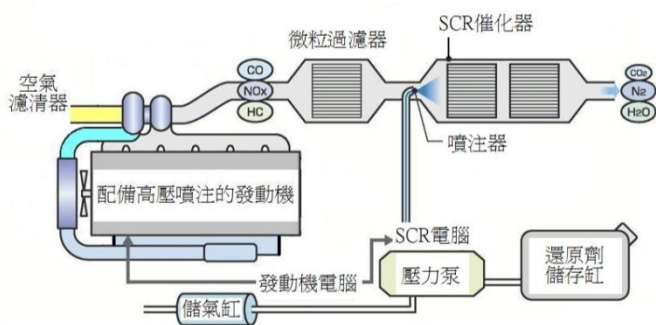 SCR催化器
微粒過濾器
空氣
濾清器
CO
NOx
HC
CO₂
N₂
H₂O
噴注器
配備高壓噴注的發動機
SCR電腦
發動機電腦
壓力泵
還原劑
儲存缸
儲氣缸